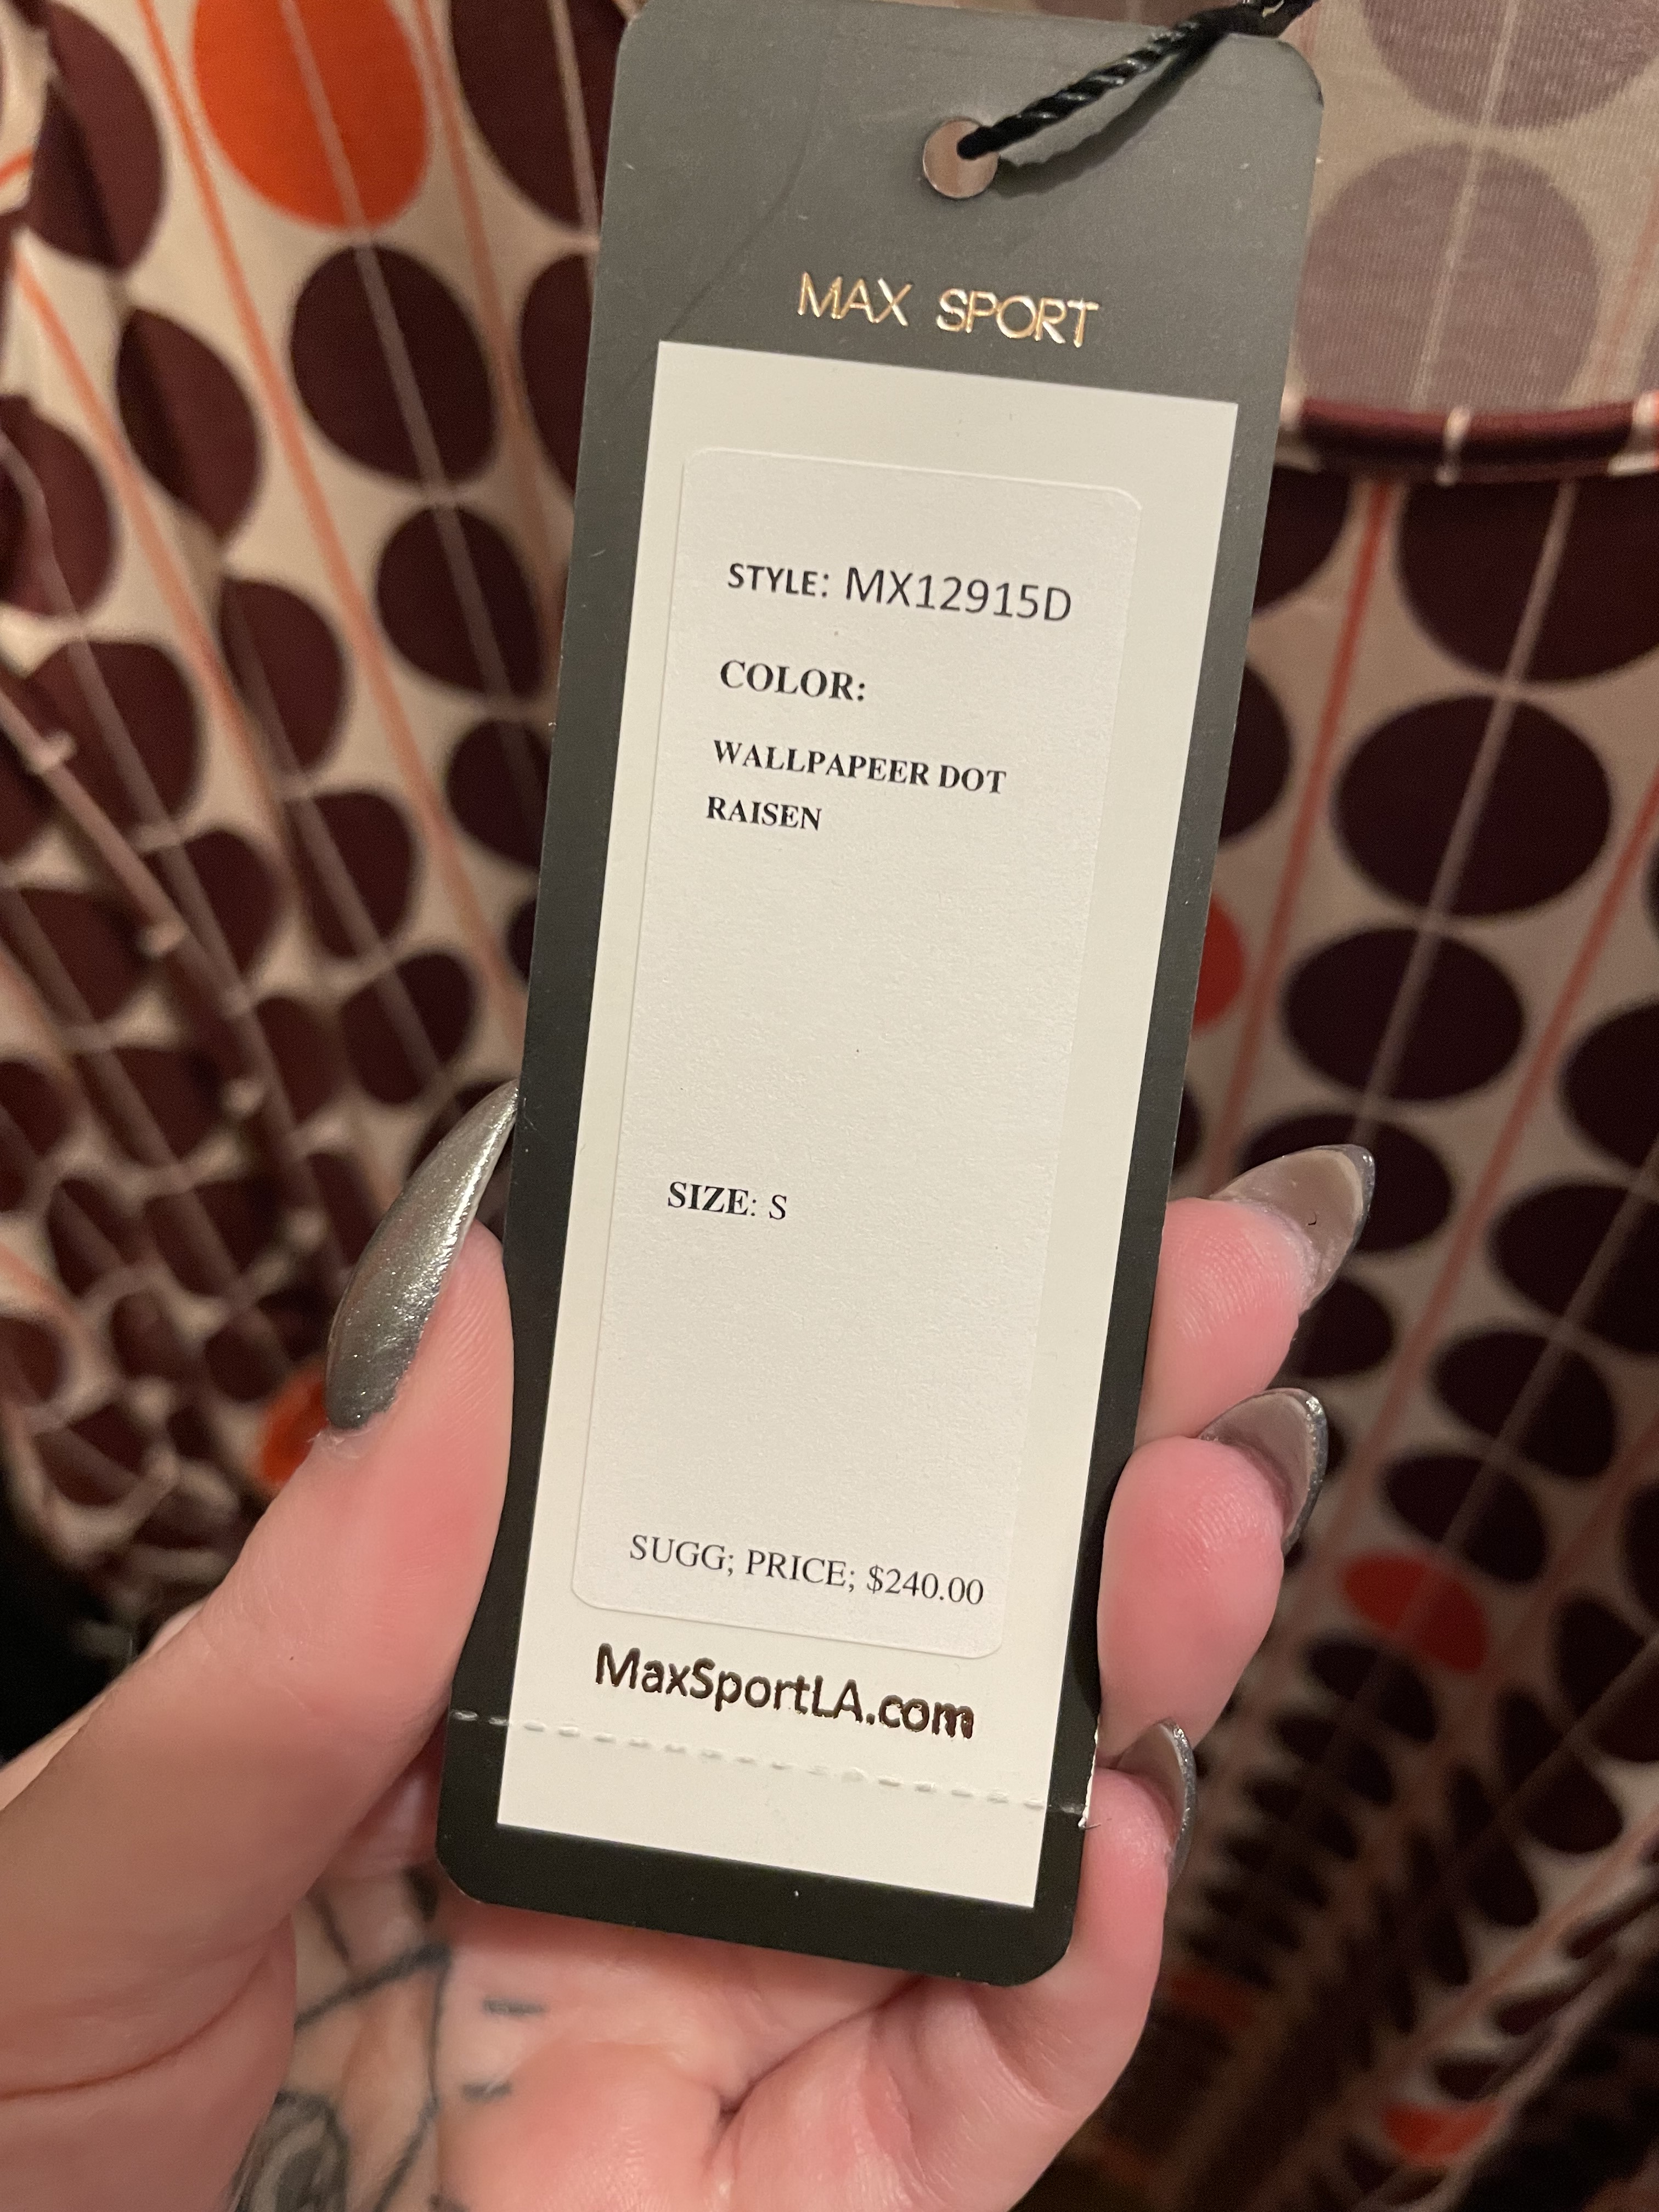 MAX SPORT
STYLE: MX12915D
COLOR:
WALLPAPEER DOT
RAISEN
SIZE: S
SUGG; PRICE; $240.00
MaxSportLA.com